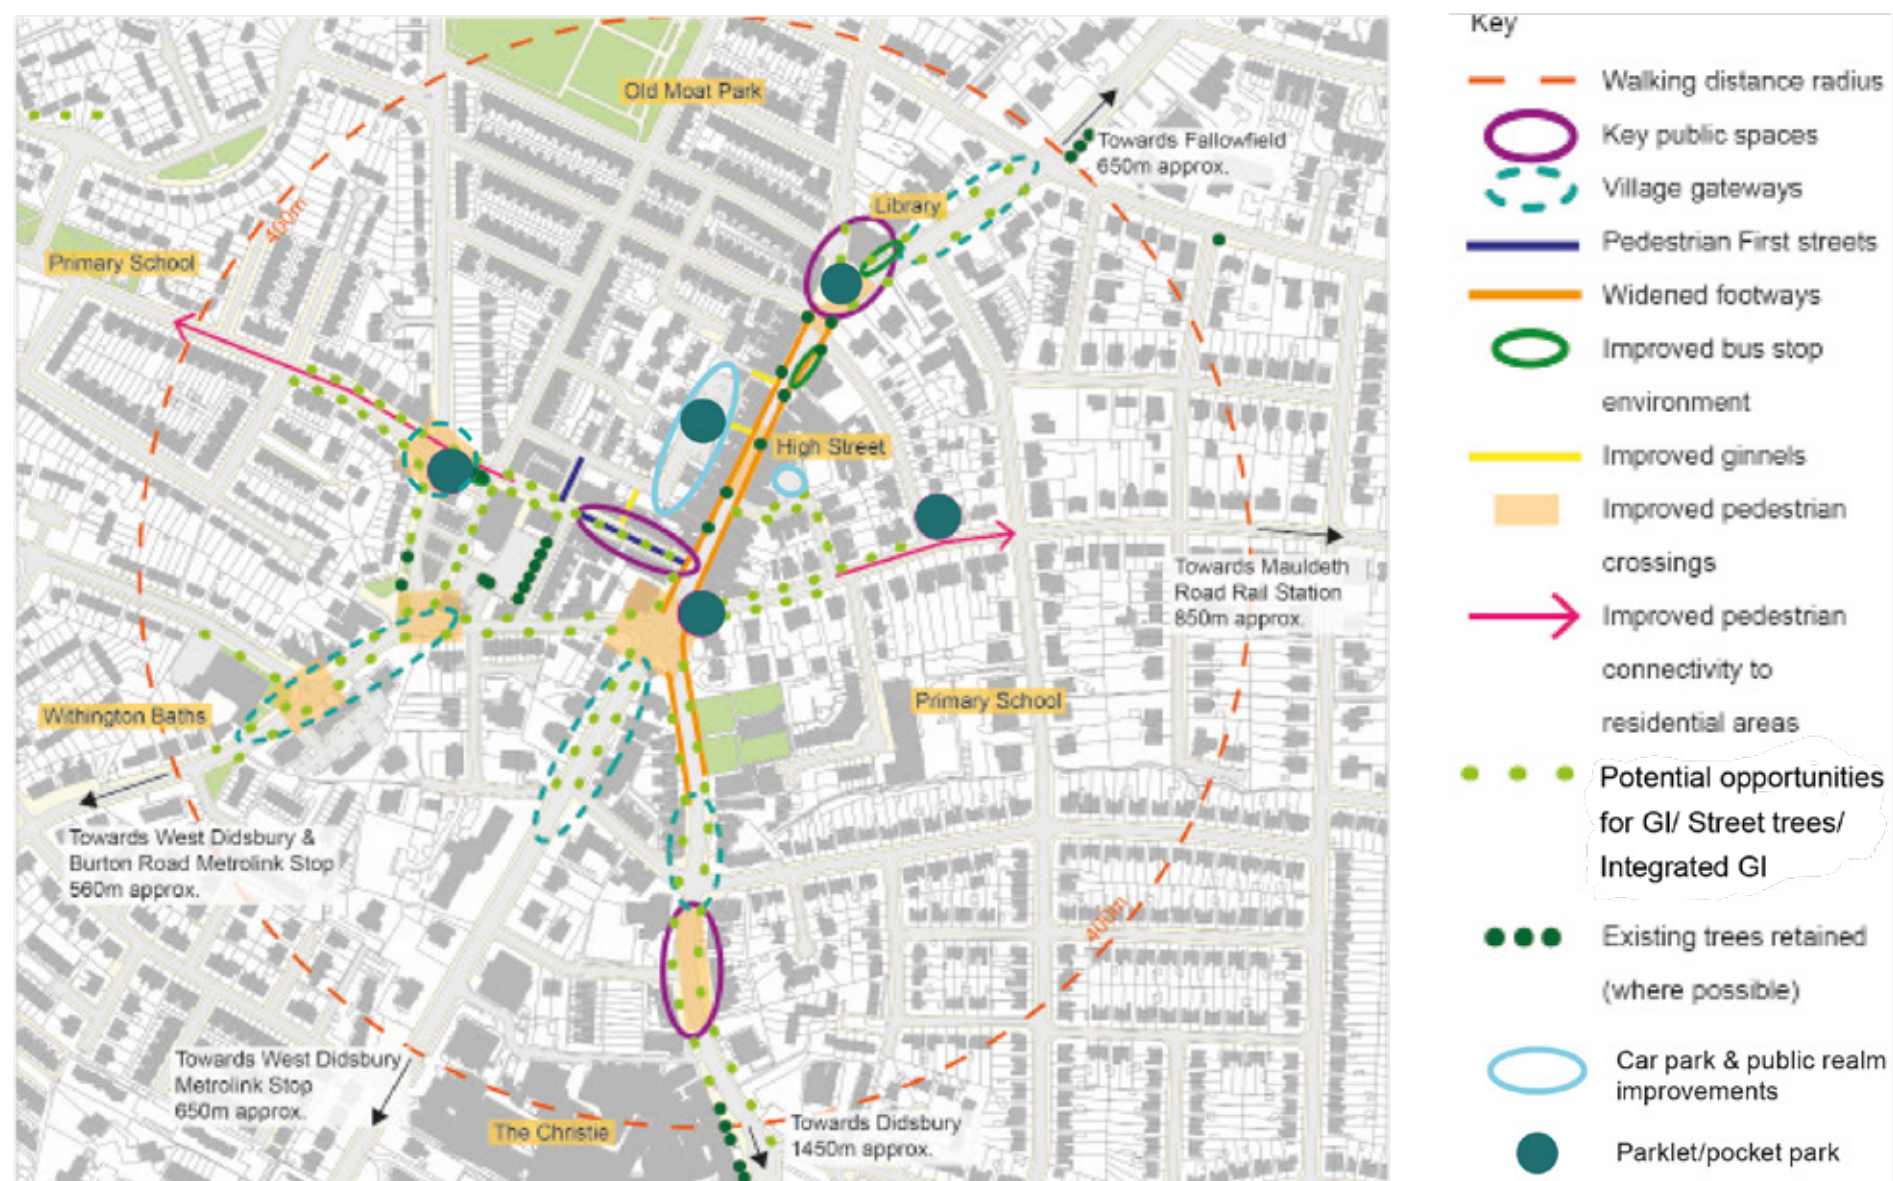 Old Moat Park
Towards Fallowfield
650m approx.
Library
400m
Primary School
High Street
Towards Mauldeth
Road Rail Station
850m approx.
Primary School
Withington Baths
Towards West Didsbury &
Burton Road Metrolink Stop
560m approx.
400m
Towards West Didsbury
Metrolink Stop
650m approx.
The Christie
Towards Didsbury
1450m approx.
Key
Walking distance radius
Key public spaces
Village gateways
Pedestrian First streets
Widened footways
Improved bus stop
environment
Improved ginnels
Improved pedestrian
crossings
Improved pedestrian
connectivity to
residential areas
Potential opportunities
for GI/ Street trees/
Integrated GI
Existing trees retained
(where possible)
Car park & public realm
improvements
Parklet/pocket park